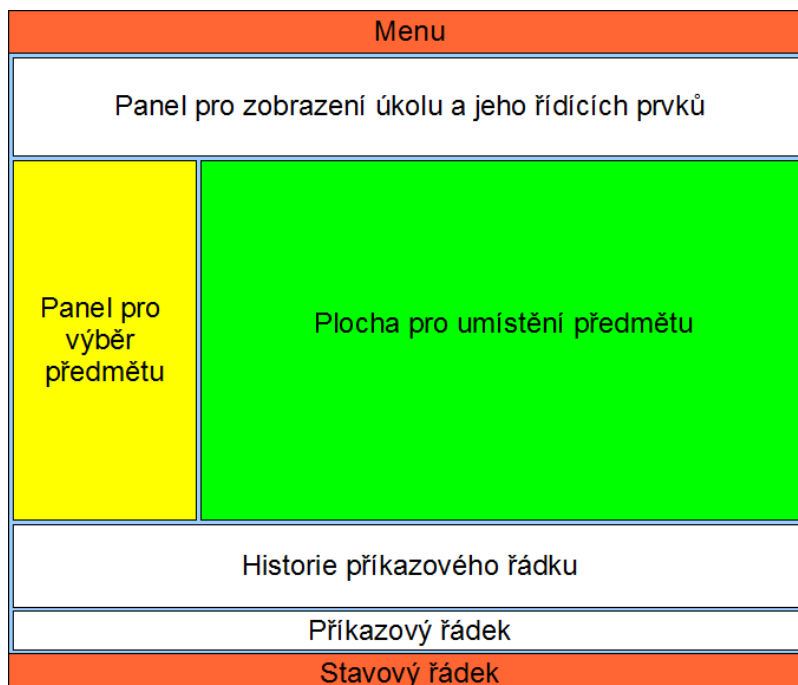 Menu
Panel pro zobrazení úkolu a jeho řídících prvků
Panel pro
výběr
předmětu
Plocha pro umístění předmětu
Historie příkazového řádku
Příkazový řádek
Stavový řádek